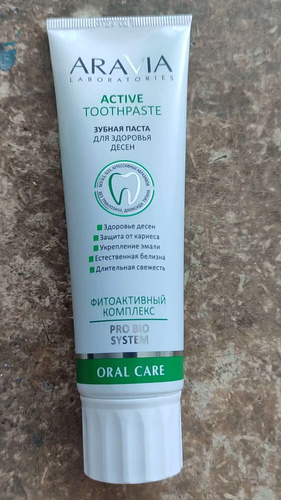 ARAVIA
LABORATORIES
ACTIVE
TOOTHPASTE
ЗУБНАЯ ПАСТА
ДЛЯ ЗДОРОВЬЯ
ДЕСЕН
Здоровье десен
Защита от кариеса
Укрепление эмали
Естественная белизна
Длительная свежесть
ФИТОАКТИВНЫЙ
КОМПЛЕКС
PRO BIO
SYSTEM
ORAL CARE